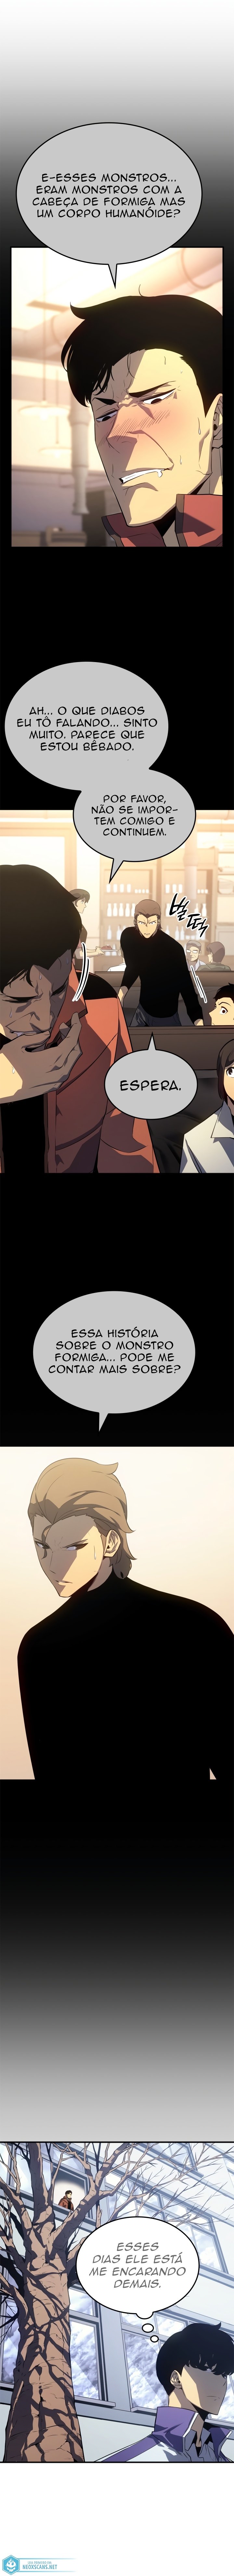 E-ESSES MONSTROS...
ERAM MONSTROS COM A
CABEÇA DE FORMIGA MAS
UM CORPO HUMANÓIDE?
AH... O QUE DIABOS
EU TÔ FALANDO... SINTO
MUITO. PARECE QUE
ESTOU BÊBADO.
POR FAVOR,
NÃO SE IMPOR-
TEM COMIGO E
CONTINUEM.
ESPERA.
ESSA HISTÓRIA
SOBRE O MONSTRO
FORMIGA... PODE ME
CONTAR MAIS SOBRE?
ESSES
DIAS ELE ESTÁ
ME ENCARANDO
DEMAIS.
NEOXSCANS.NET